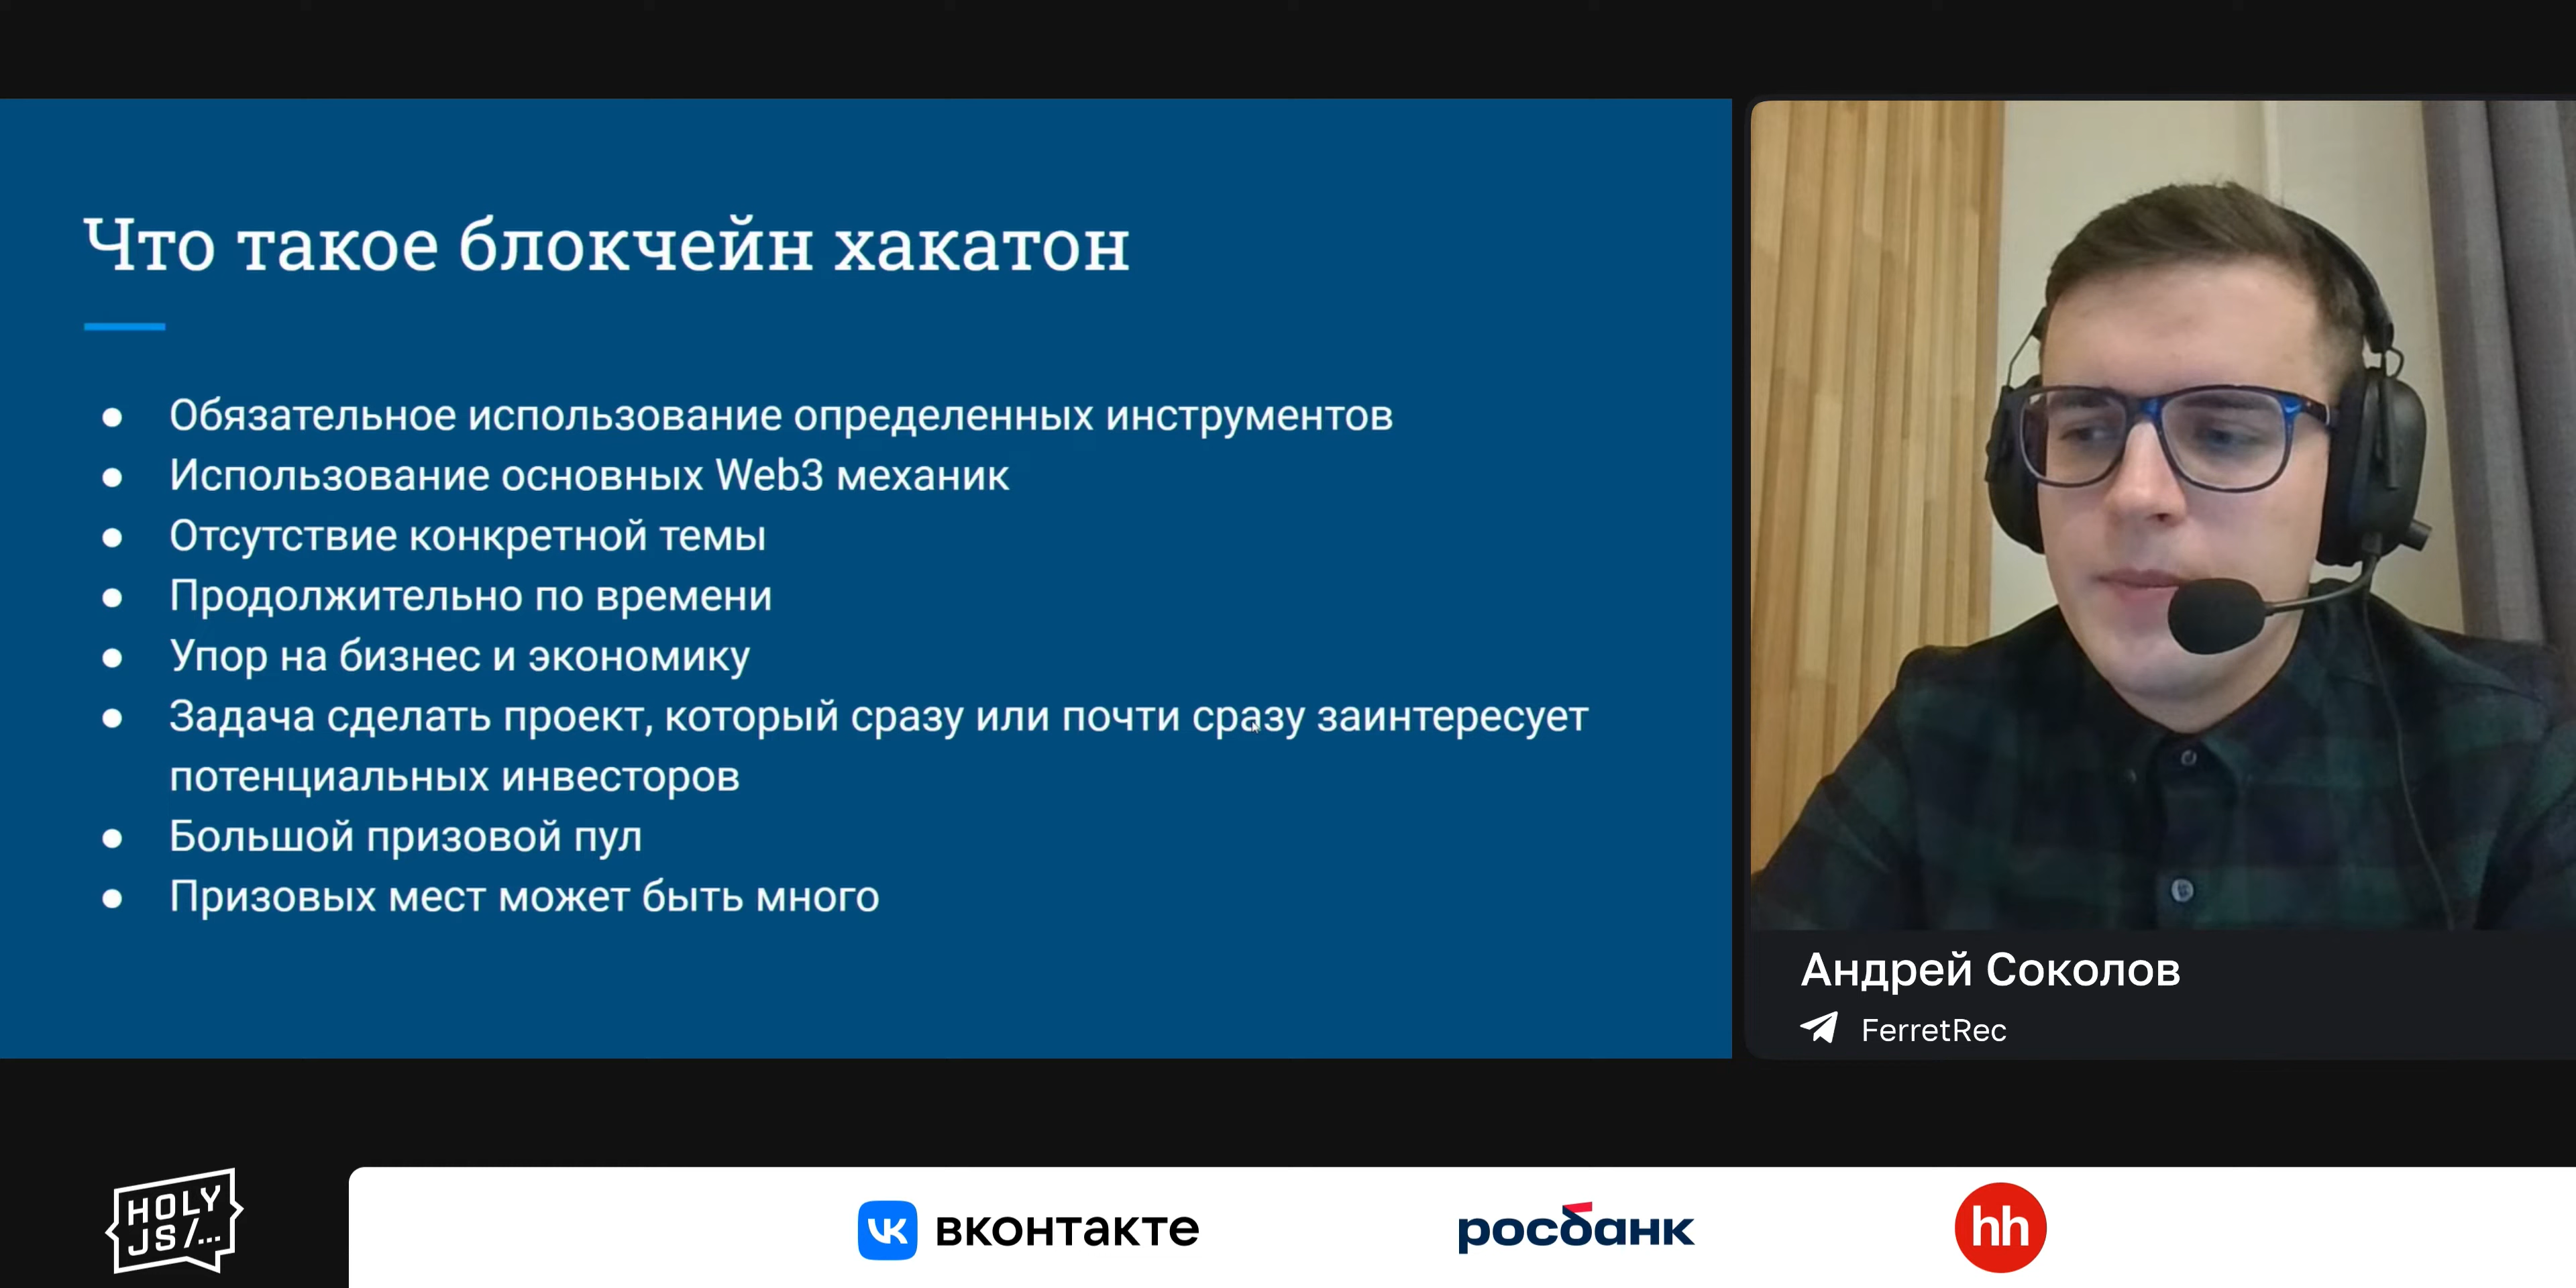 Что такое блокчейн хакатон
● Обязательное использование определенных инструментов
● Использование основных Web3 механик
● Отсутствие конкретной темы
● Продолжительно по времени
● Упор на бизнес и экономику
● Задача сделать проект, который сразу или почти сразу заинтересует
потенциальных инвесторов
● Большой призовой пул
● Призовых мест может быть много
Андрей Соколов
FerretRec
HOLY
JS/...
VK вконтакте
росбанк
hh